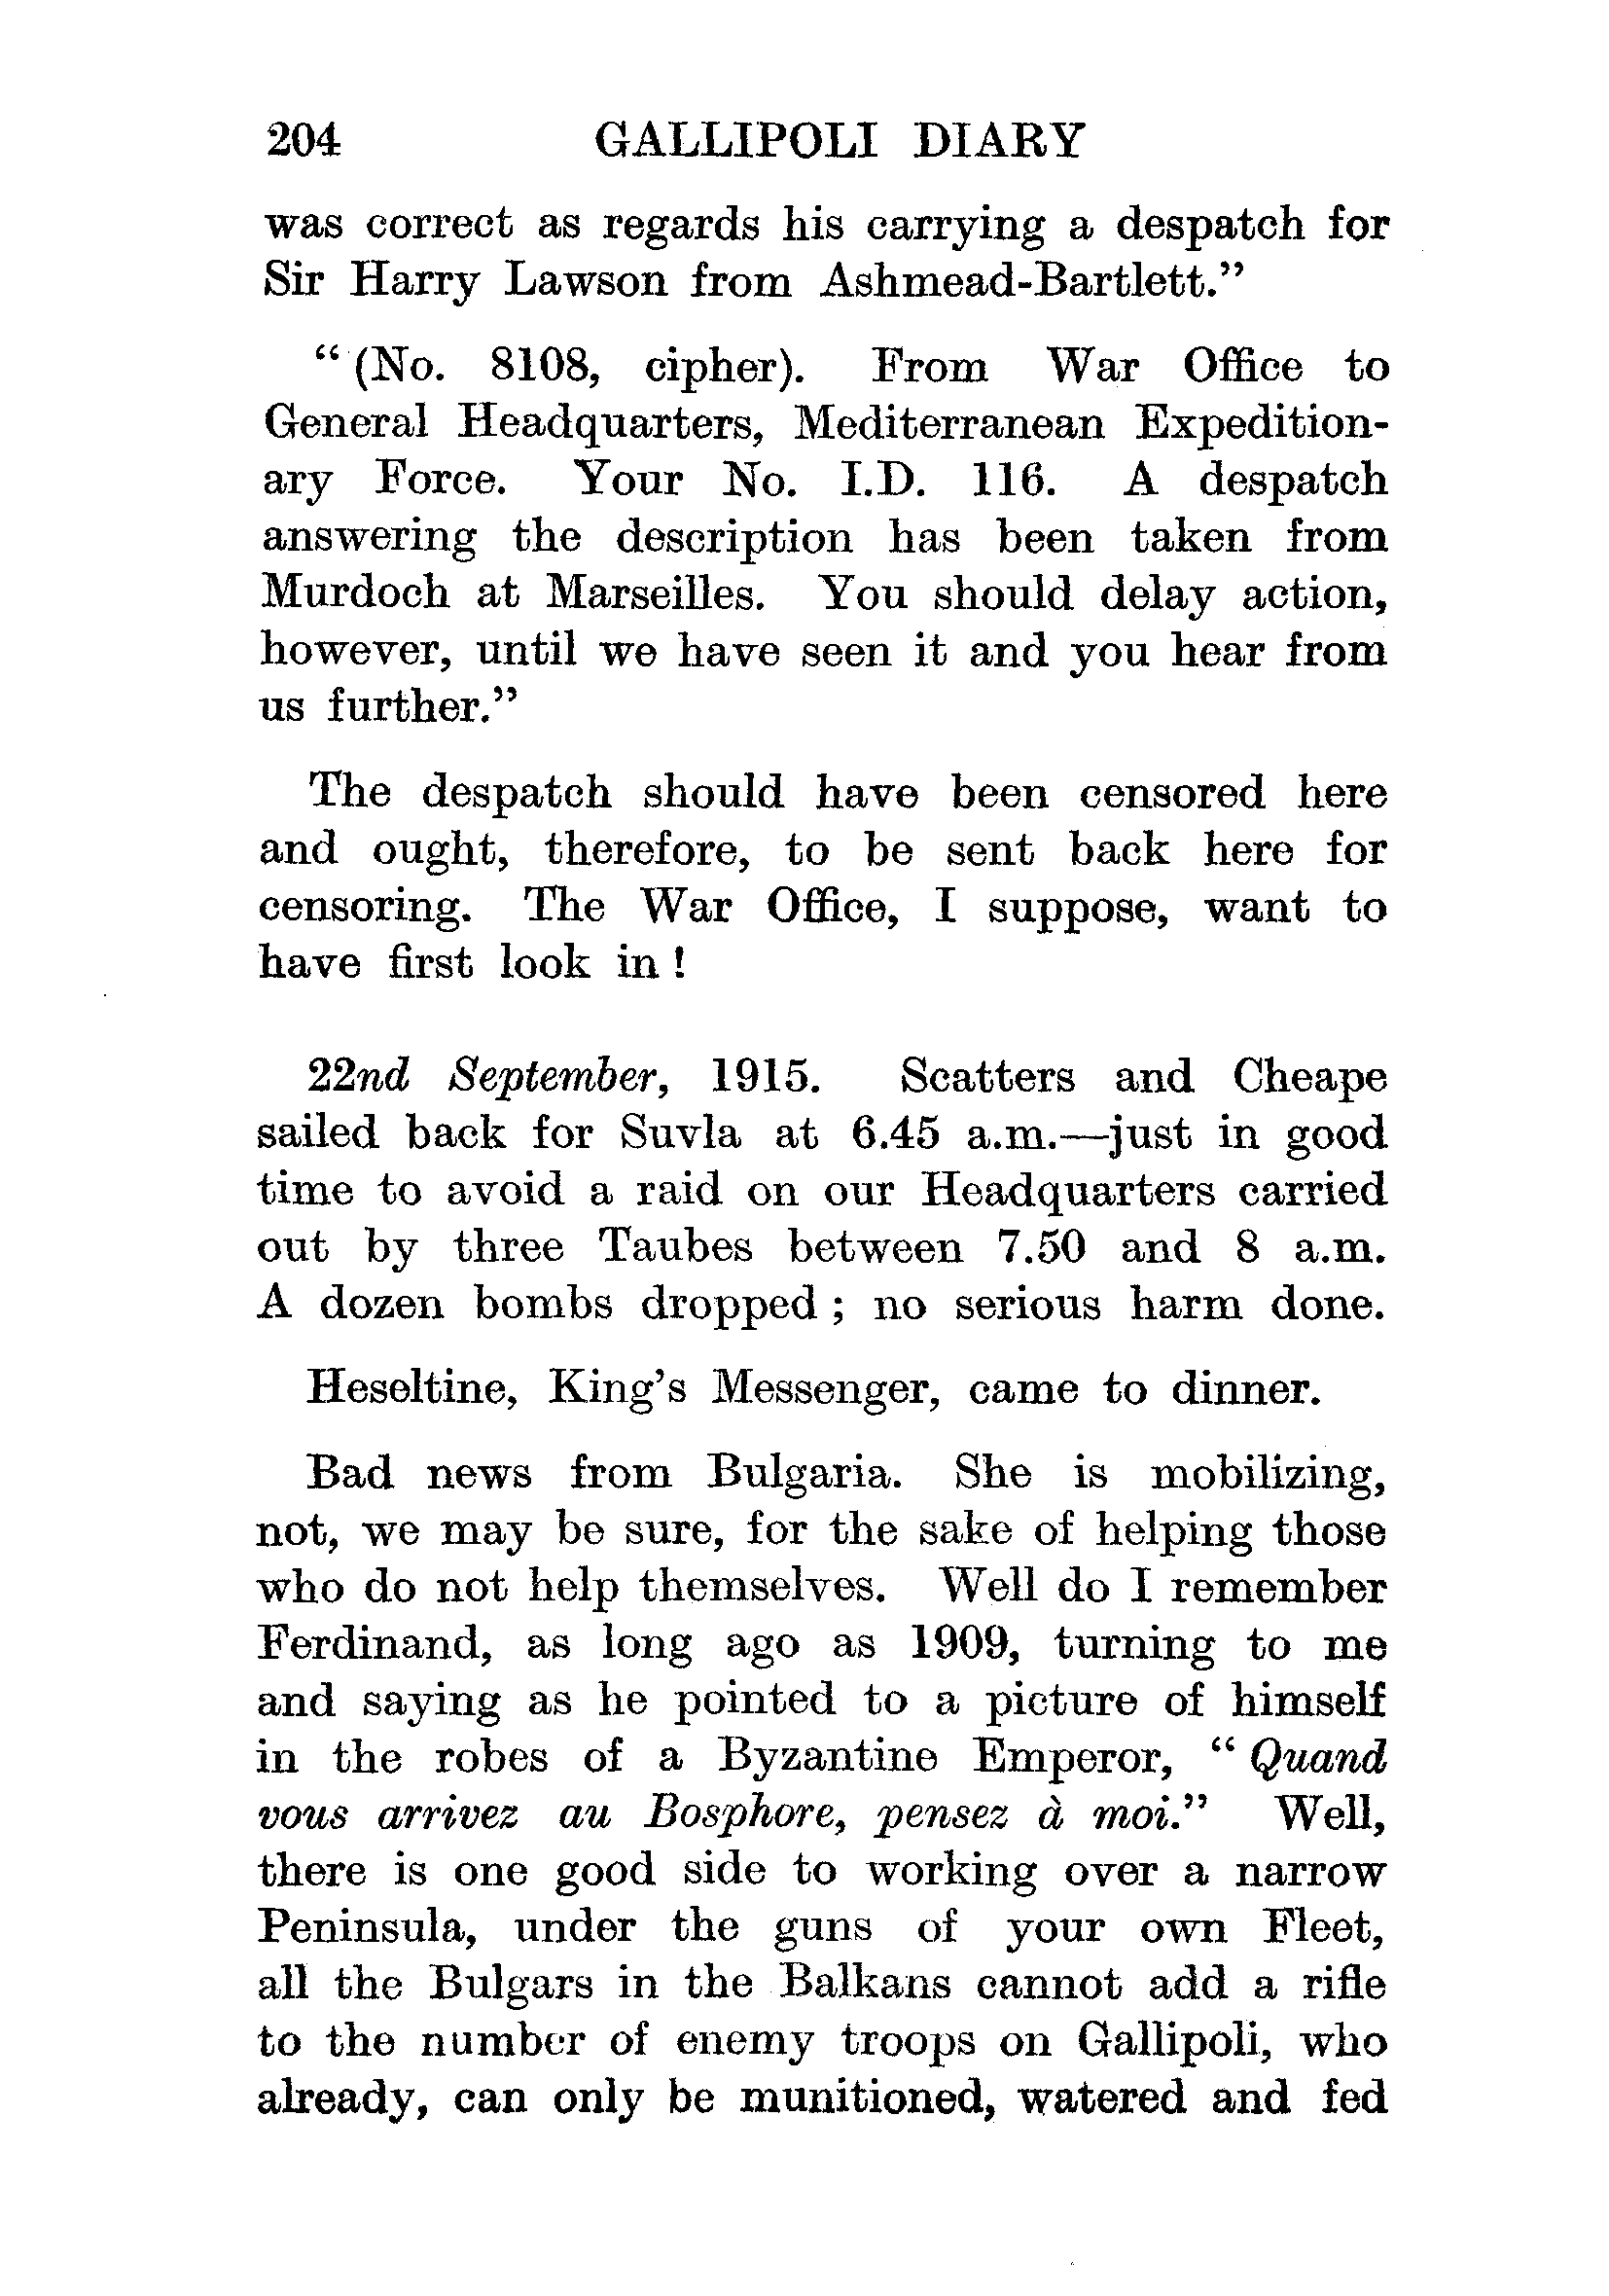 204 GALLIPOLI DIARY
was correct as regards his carrying a despatch for
Sir Harry Lawson from Ashmead-Bartlett.”
“(No. 8108, cipher). From War Office to
General Headquarters, Mediterranean Expedition-
ary Force. Your No. I.D. 116. A despatch
answering the description has been taken from
Murdoch at Marseilles. You should delay action,
however, until we have seen it and you hear from
us further.”
The despatch should have been censored here
and ought, therefore, to be sent back here for
censoring. The War Office, I suppose, want to
have first look in !
22nd September, 1915. Scatters and Cheape
sailed back for Suvla at 6.45 a.m.—just in good
time to avoid a raid on our Headquarters carried
out by three Taubes between 7.50 and 8 a.m.
A dozen bombs dropped ; no serious harm done.
Heseltine, King’s Messenger, came to dinner.
Bad news from Bulgaria. She is mobilizing,
not, we may be sure, for the sake of helping those
who do not help themselves. Well do I remember
Ferdinand, as long ago as 1909, turning to me
and saying as he pointed to a picture of himself
in the robes of a Byzantine Emperor, “ Quand
vous arrivez au Bosphore, pensez à moi.” Well,
there is one good side to working over a narrow
Peninsula, under the guns of your own Fleet,
all the Bulgars in the Balkans cannot add a rifle
to the number of enemy troops on Gallipoli, who
already, can only be munitioned, watered and fed